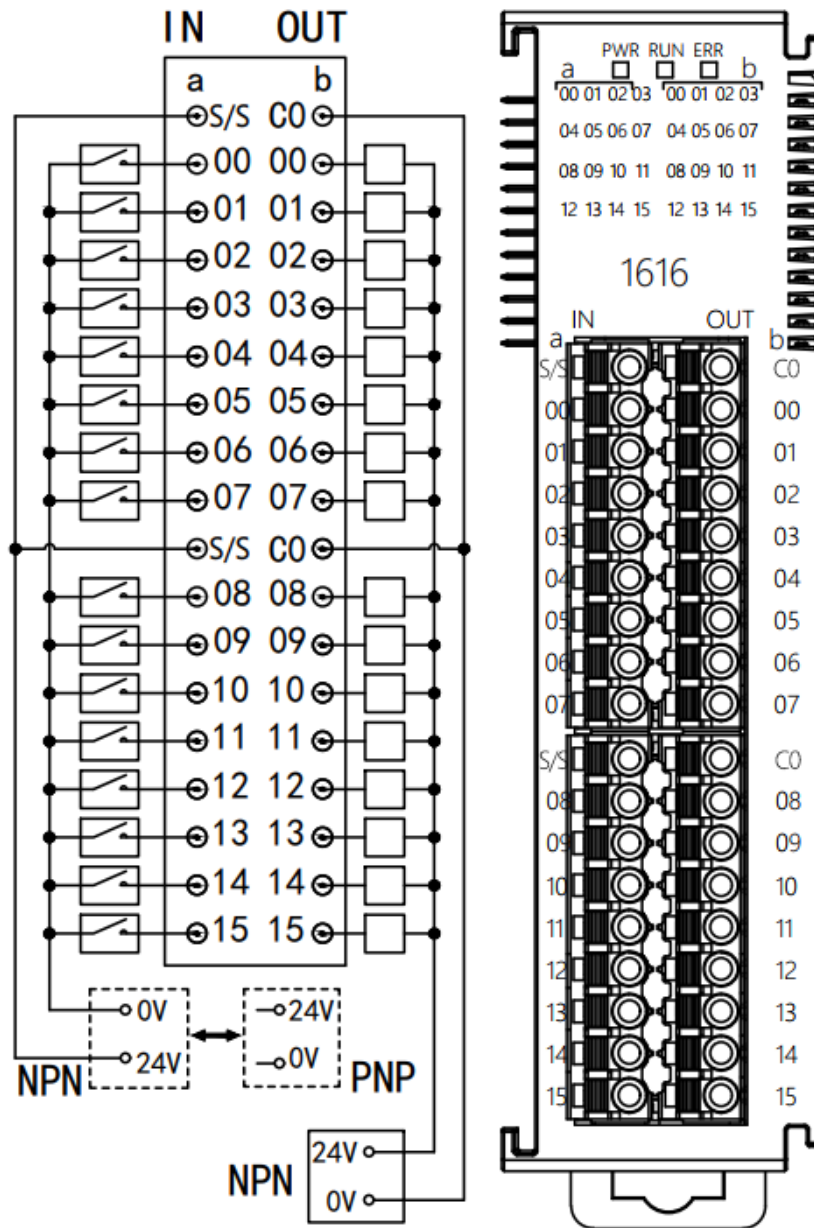 IN OUT
a b
S/S C0
00 00
01 01
02 02
03 03
04 04
05 05
06 06
07 07
S/S C0
08 08
09 09
10 10
11 11
12 12
13 13
14 14
15 15
0V 24V
24V 0V
NPN PNP
24V
NPN
0V
PWR RUN ERR
a b
00 01 02 03 00 01 02 03
04 05 06 07 04 05 06 07
08 09 10 11 08 09 10 11
12 13 14 15 12 13 14 15
1616
IN OUT
a b
S/S C0
00 00
01 01
02 02
03 03
04 04
05 05
06 06
07 07
S/S C0
08 08
09 09
10 10
11 11
12 12
13 13
14 14
15 15